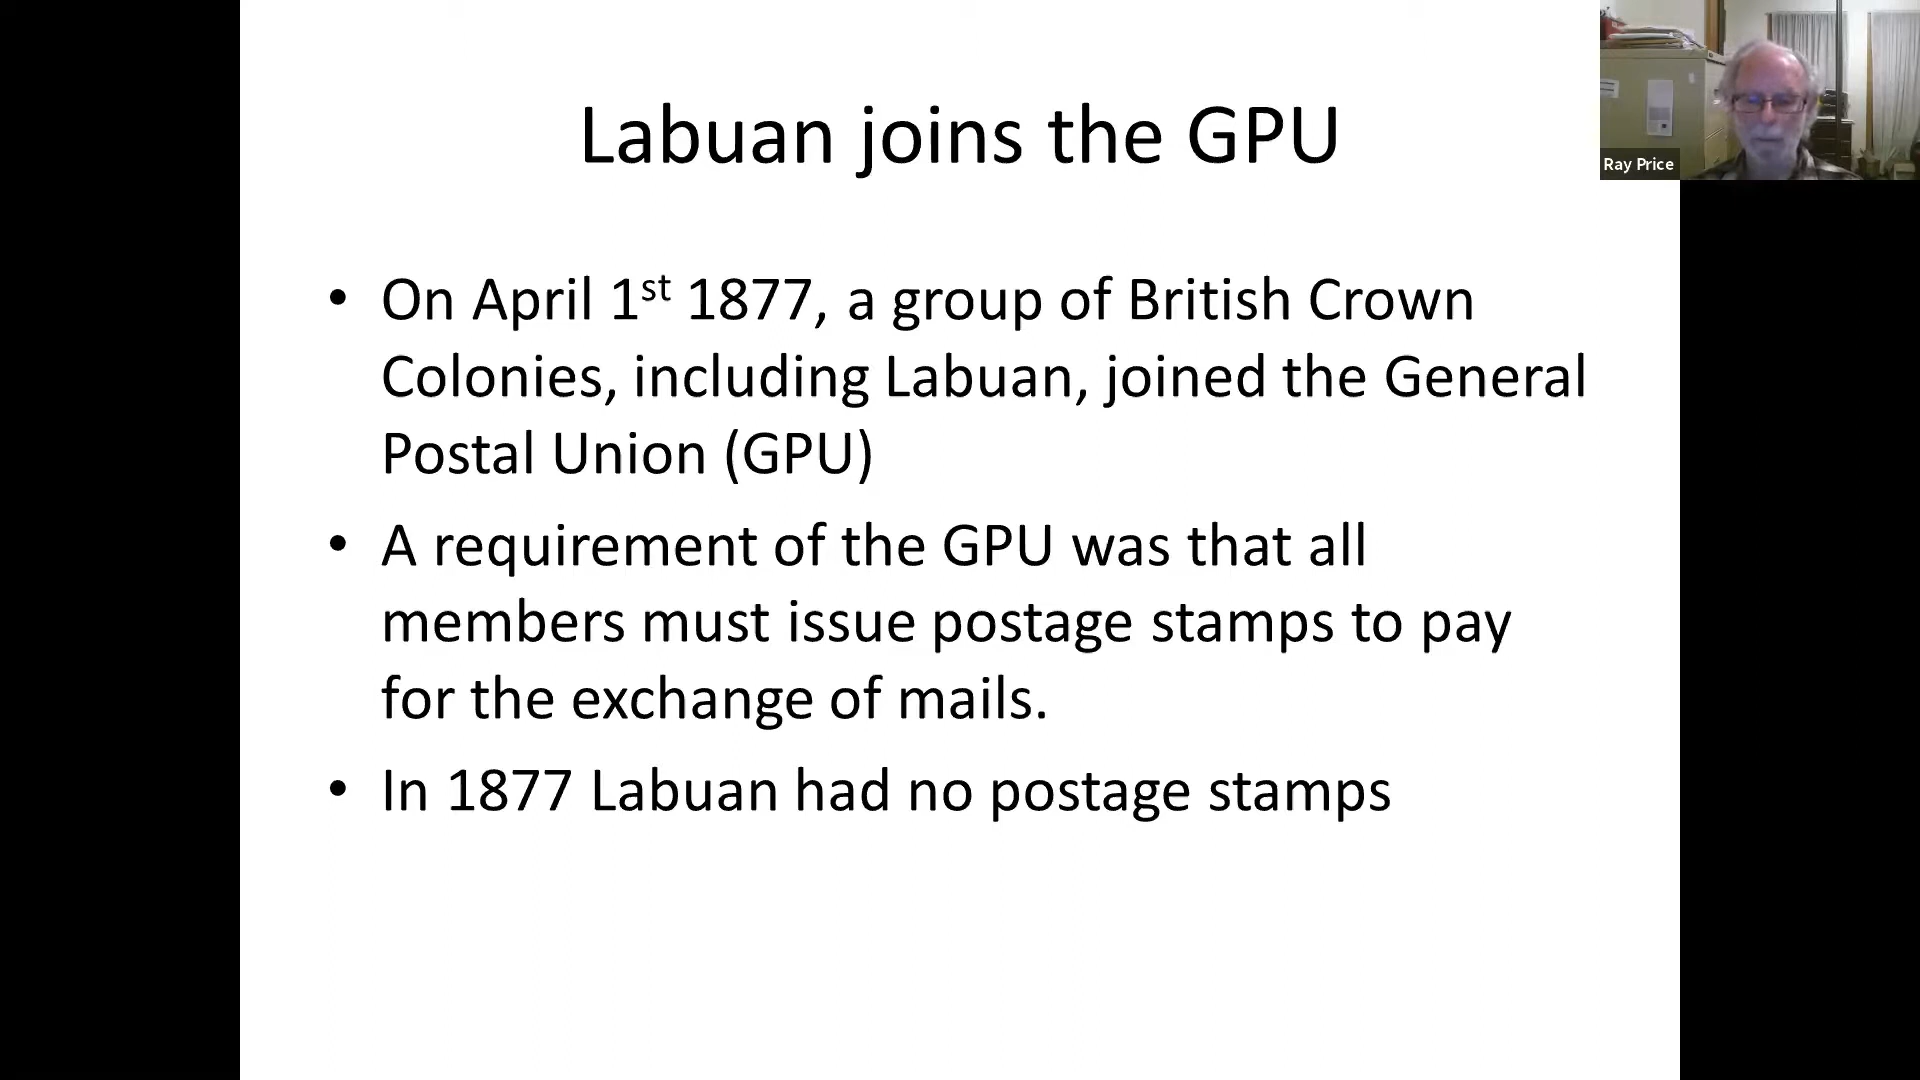 Labuan joins the GPU
Ray Price
• On April 1st 1877, a group of British Crown
Colonies, including Labuan, joined the General
Postal Union (GPU)
• A requirement of the GPU was that all
members must issue postage stamps to pay
for the exchange of mails.
• In 1877 Labuan had no postage stamps